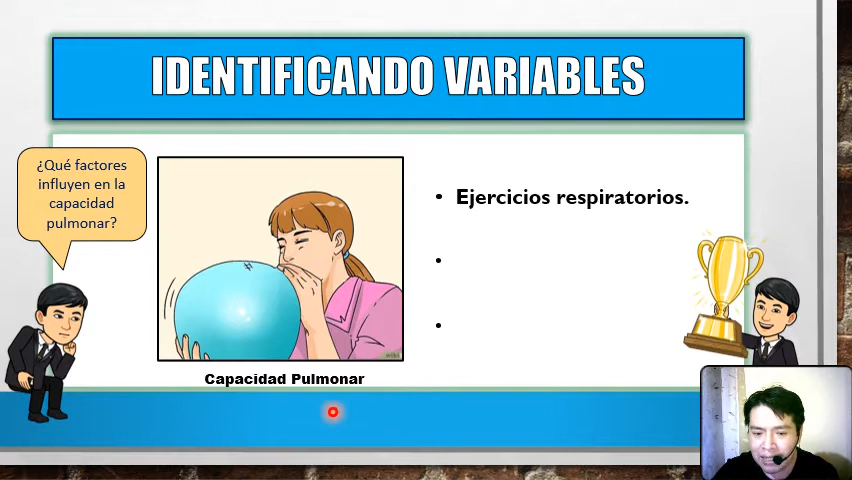 IDENTIFICANDO VARIABLES
¿Qué factores
influyen en la
capacidad
pulmonar?
• Ejercicios respiratorios.
•
•
Capacidad Pulmonar